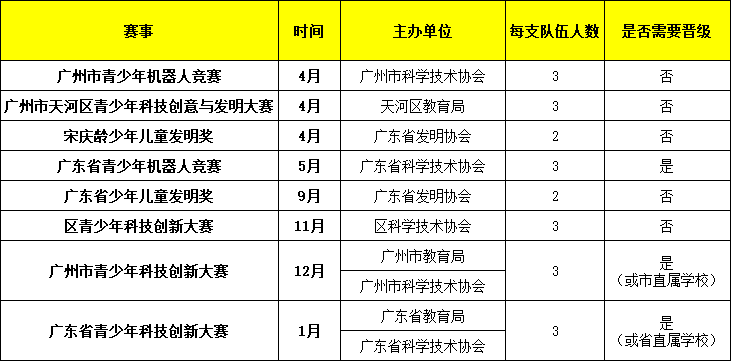 赛事 时间 主办单位 每支队伍人数 是否需要晋级
广州市青少年机器人竞赛 4月 广州市科学技术协会 3 否
广州市天河区青少年科技创意与发明大赛 4月 天河区教育局 3 否
宋庆龄少年儿童发明奖 4月 广东省发明协会 2 否
广东省青少年机器人竞赛 5月 广东省科学技术协会 3 是
广东省少年儿童发明奖 9月 广东省发明协会 2 否
区青少年科技创新大赛 11月 区科学技术协会 3 否
广州市青少年科技创新大赛 12月 广州市教育局 3 是
广州市科学技术协会 （或市直属学校）
广东省青少年科技创新大赛 1月 广东省教育局 3 是
广东省科学技术协会 （或省直属学校）